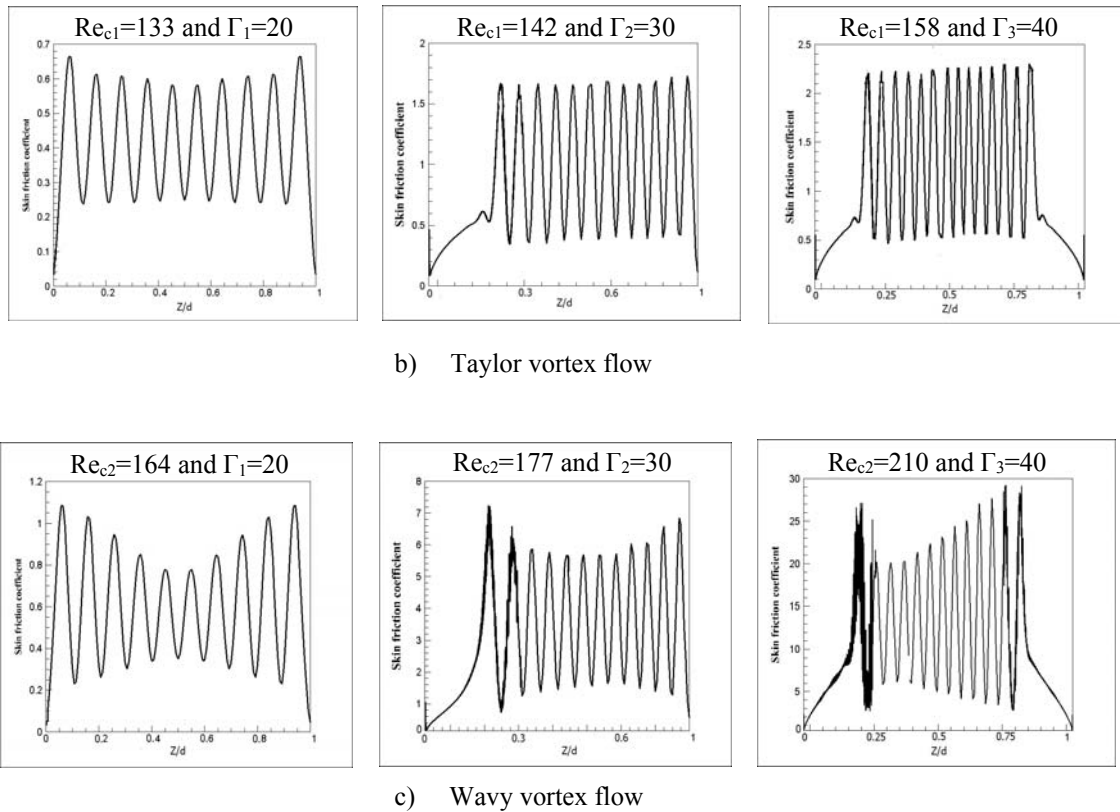 Re_c1=133 and Γ_1=20
0.7
0.6
0.5
0.4
0.3
0.2
0.1
0
Skin friction coefficient
0 0.2 0.4 0.6 0.8 1
Z/d
Re_c1=142 and Γ_2=30
2
1.5
1
0.5
0
Skin friction coefficient
0 0.3 0.6 1
Z/d
Re_c1=158 and Γ_3=40
2.5
2
1.5
1
0.5
0
Skin friction coefficient
0 0.25 0.5 0.75 1
Z/d
b) Taylor vortex flow
Re_c2=164 and Γ_1=20
1.2
1
0.8
0.6
0.4
0.2
0
Skin friction coefficient
0 0.2 0.4 0.6 0.8 1
Z/d
Re_c2=177 and Γ_2=30
8
7
6
5
4
3
2
1
0
Skin friction coefficient
0 0.3 0.6 1
Z/d
Re_c2=210 and Γ_3=40
30
25
20
15
10
5
0
Skin friction coefficient
0 0.25 0.5 0.75 1
Z/d
c) Wavy vortex flow